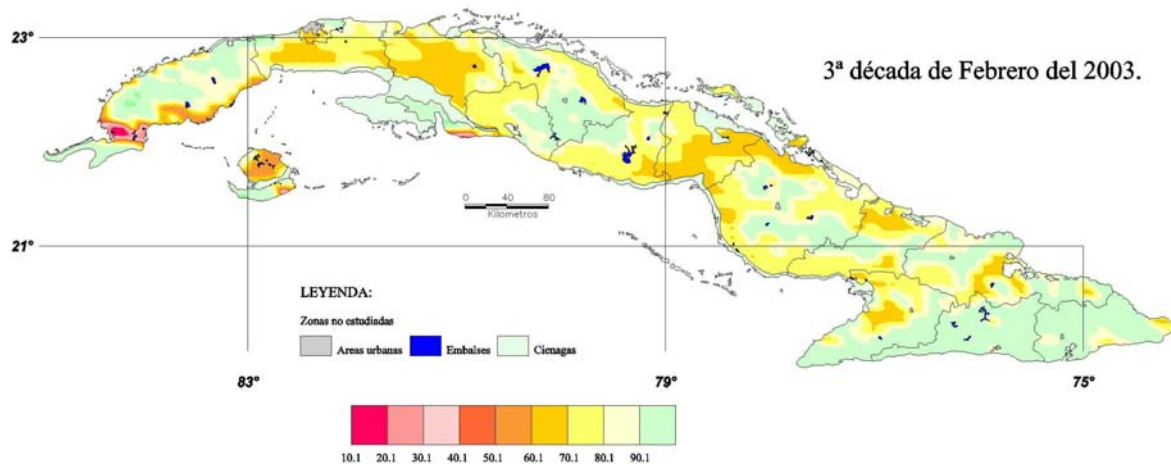 23°
3ª década de Febrero del 2003.
0 40 80
Kilometros
21°
LEYENDA:
Zonas no estudiadas
Areas urbanas Embalses Cienagas
83° 79° 75°
10.1 20.1 30.1 40.1 50.1 60.1 70.1 80.1 90.1